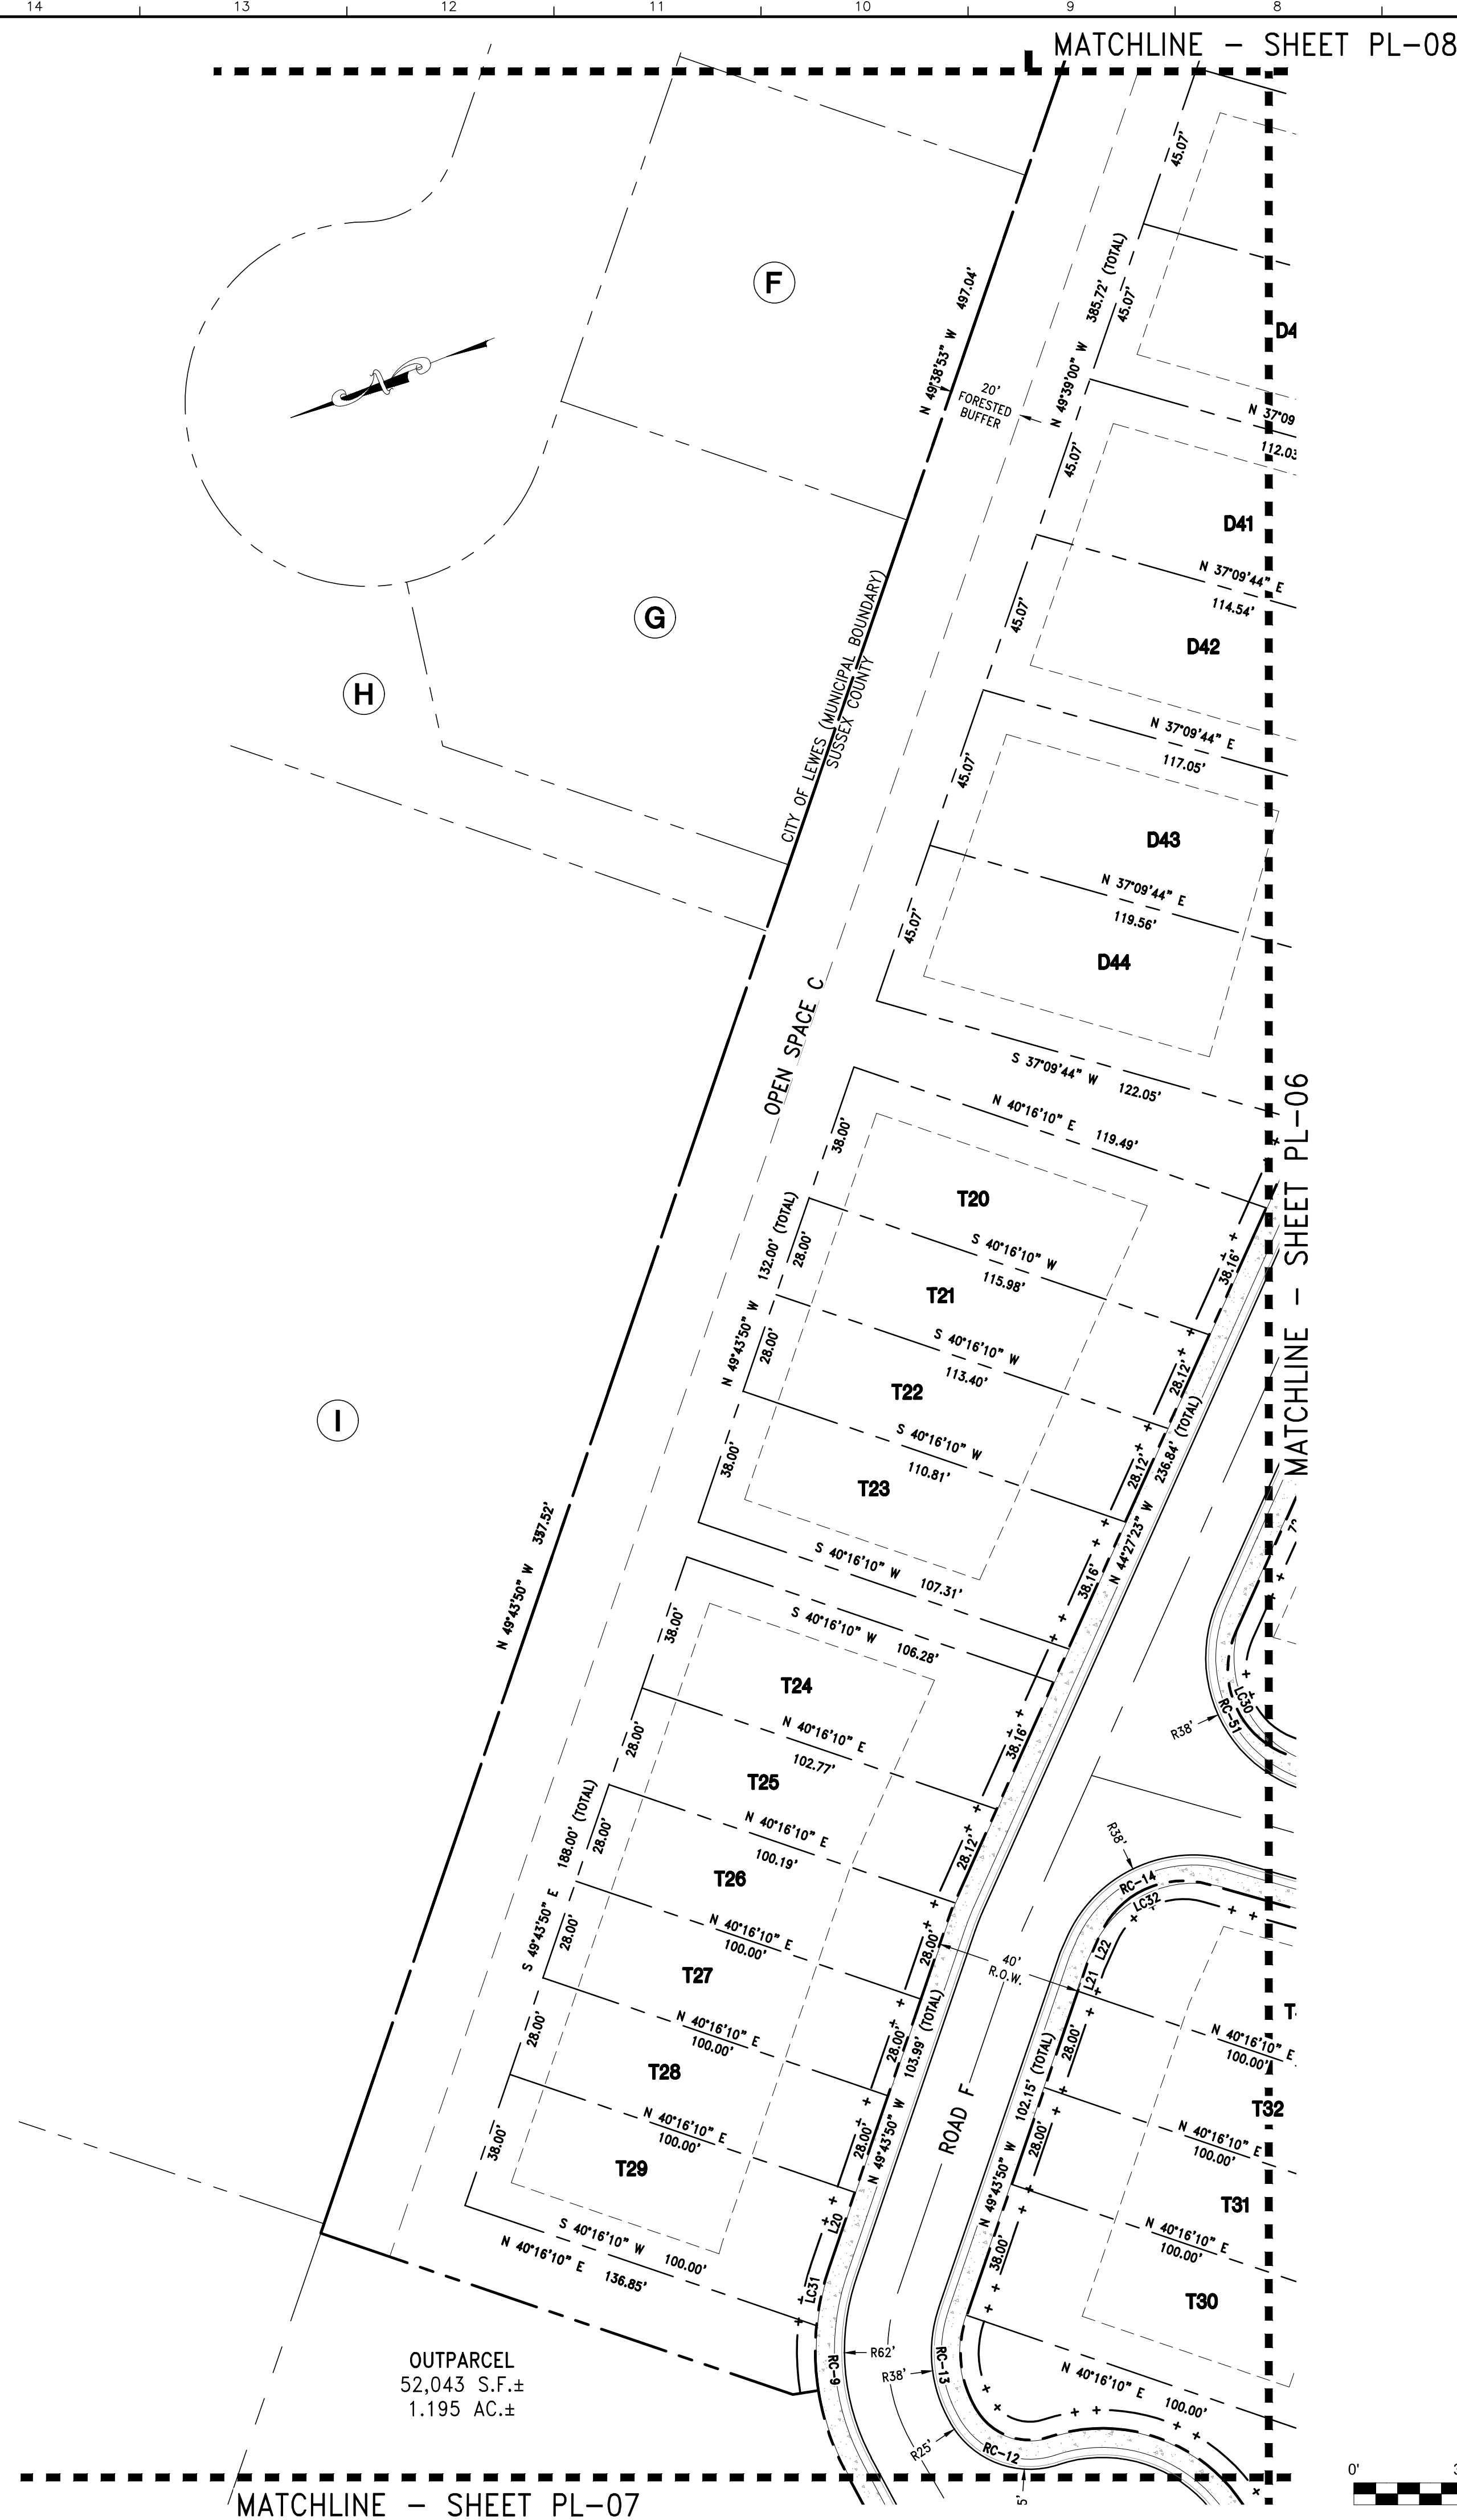 14
13
12
11
10
9
8
MATCHLINE – SHEET PL–08
45.07'
F
N 49°38'53" W 497.04'
385.72' (TOTAL)
N 49°39'00" W
45.07'
20'
FORESTED
BUFFER
D4
N 37°09
112.03
45.07'
D41
N 37°09'44" E
114.54'
45.07'
G
D42
H
CITY OF LEWES (MUNICIPAL BOUNDARY)
SUSSEX COUNTY
N 37°09'44" E
117.05'
45.07'
D43
N 37°09'44" E
119.56'
45.07'
D44
OPEN SPACE C
S 37°09'44" W 122.05'
N 40°16'10" E 119.49'
MATCHLINE – SHEET PL–06
38.00'
T20
132.00' (TOTAL)
N 49°43'50" W
28.00'
S 40°16'10" W
115.98'
38.16'
T21
28.00'
S 40°16'10" W
113.40'
28.12'
T22
S 40°16'10" W
110.81'
28.12'
236.84' (TOTAL)
N 44°27'23" W
I
38.00'
T23
S 40°16'10" W 107.31'
38.16'
N 49°43'50" W
S 40°16'10" W 106.28'
38.00'
T24
LC30
RC-51
R38'
N 40°16'10" E
102.77'
38.16'
28.00'
T25
188.00' (TOTAL)
S 49°43'50" E
28.00'
N 40°16'10" E
100.19'
28.12'
R38'
RC-14
LC32
T26
28.00'
N 40°16'10" E
100.00'
28.00'
40'
R.O.W.
L21 L22
T27
28.00'
N 40°16'10" E
100.00'
28.00'
103.99' (TOTAL)
N 49°43'50" W
28.00'
102.15' (TOTAL)
N 49°43'50" W
N 40°16'10" E
100.00'
T28
ROAD F
T32
N 40°16'10" E
100.00'
28.00'
28.00'
N 40°16'10" E
100.00'
38.00'
T29
T31
L20
N 40°16'10" E
100.00'
38.00'
S 40°16'10" W 100.00'
N 40°16'10" E 136.85'
LC31
T30
OUTPARCEL
52,043 S.F.±
1.195 AC.±
RC-9
R62'
R38'
RC-13
N 40°16'10" E 100.00'
R25'
RC-12
0'
MATCHLINE – SHEET PL–07